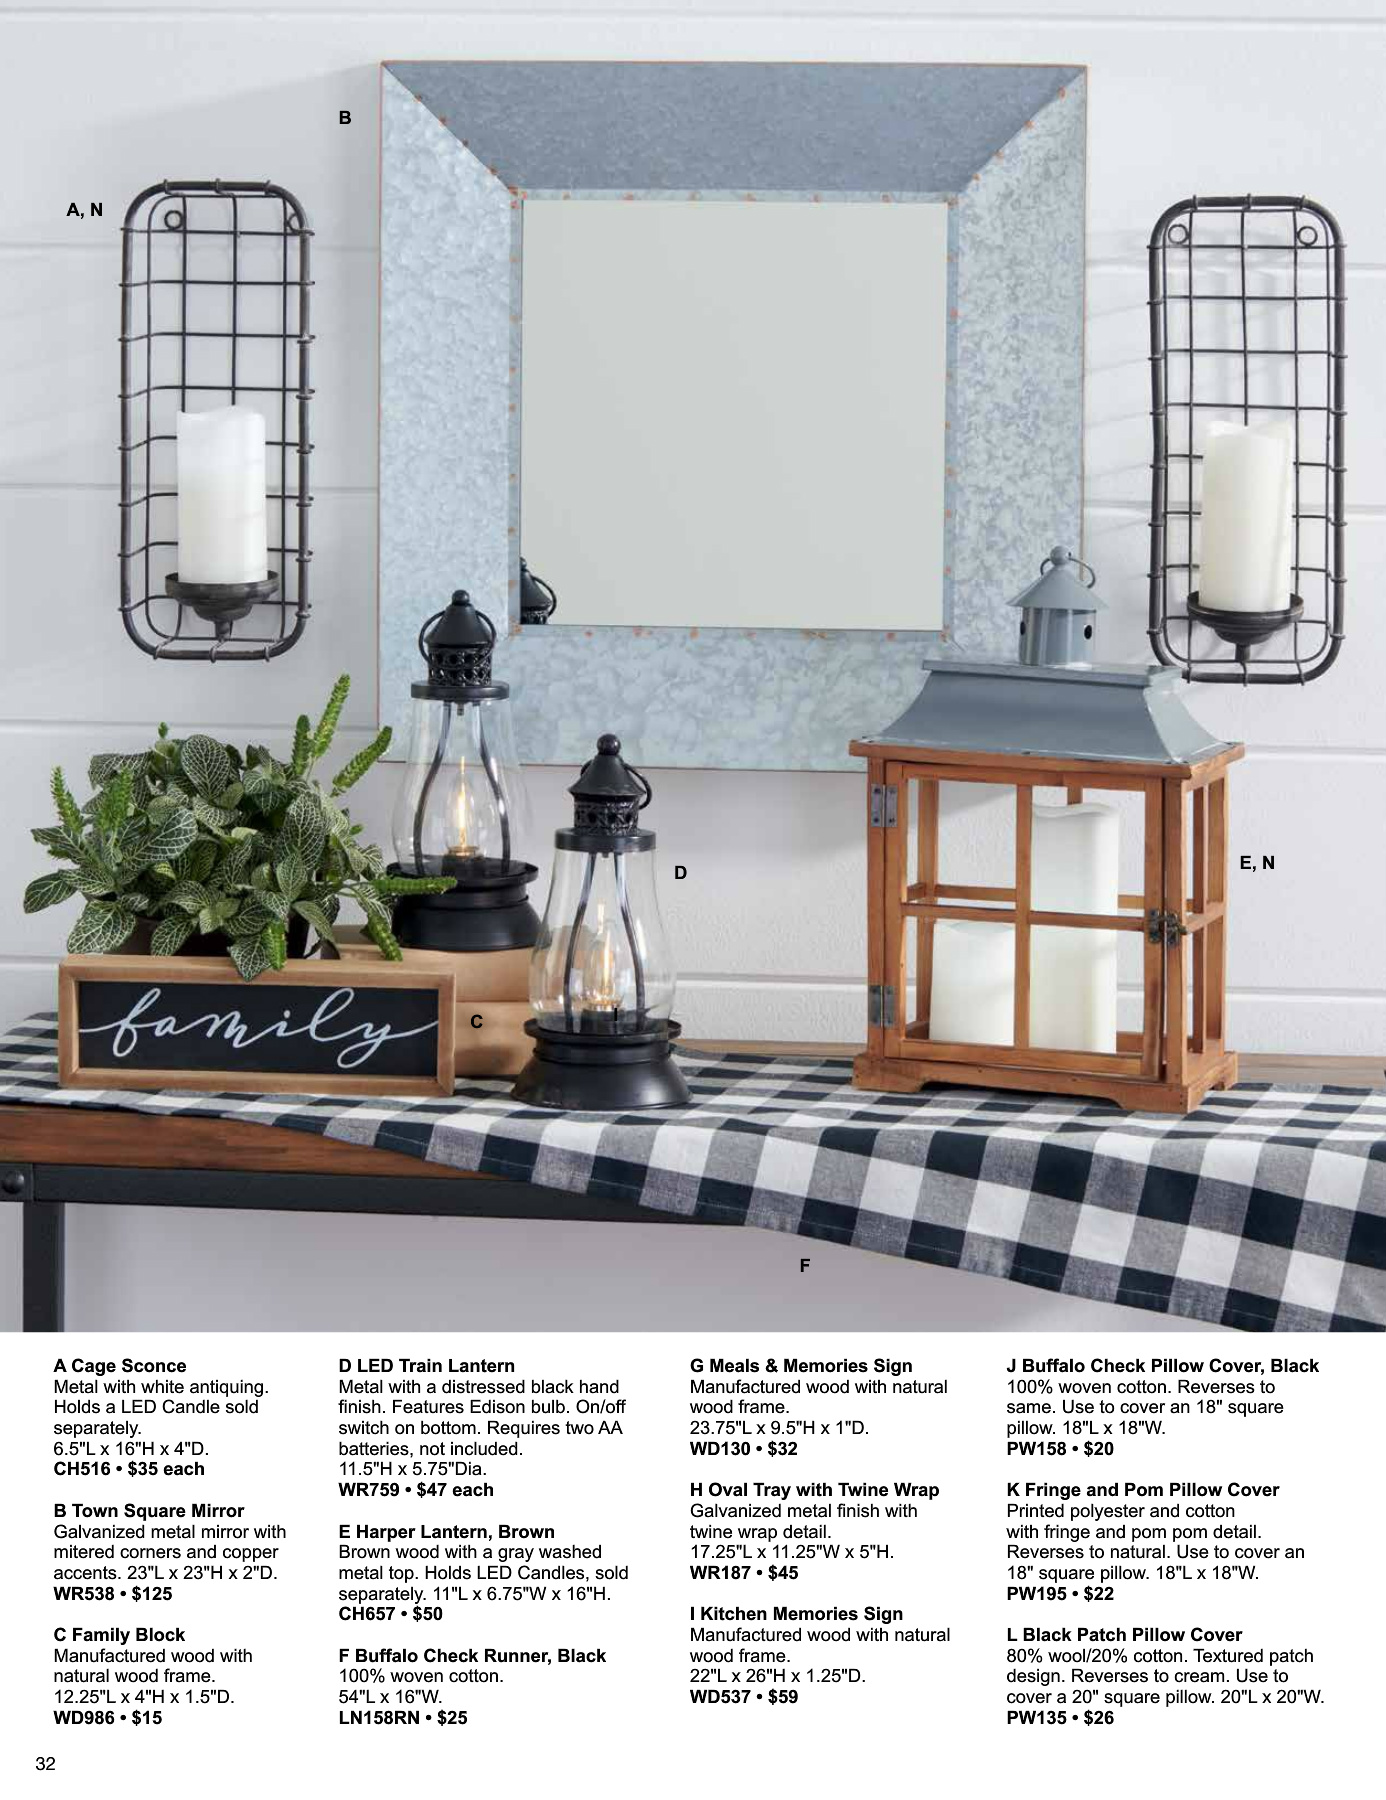 B
A, N
D
E, N
family
C
I
F
A Cage Sconce
Metal with white antiquing.
Holds a LED Candle sold
separately.
6.5"L x 16"H x 4"D.
CH516 • $35 each
B Town Square Mirror
Galvanized metal mirror with
mitered corners and copper
accents. 23"L x 23"H x 2"D.
WR538 • $125
C Family Block
Manufactured wood with
natural wood frame.
12.25"L x 4"H x 1.5"D.
WD986 • $15
D LED Train Lantern
Metal with a distressed black hand
finish. Features Edison bulb. On/off
switch on bottom. Requires two AA
batteries, not included.
11.5"H x 5.75"Dia.
WR759 • $47 each
E Harper Lantern, Brown
Brown wood with a gray washed
metal top. Holds LED Candles, sold
separately. 11"L x 6.75"W x 16"H.
CH657 • $50
F Buffalo Check Runner, Black
100% woven cotton.
54"L x 16"W.
LN158RN • $25
G Meals & Memories Sign
Manufactured wood with natural
wood frame.
23.75"L x 9.5"H x 1"D.
WD130 • $32
H Oval Tray with Twine Wrap
Galvanized metal finish with
twine wrap detail.
17.25"L x 11.25"W x 5"H.
WR187 • $45
I Kitchen Memories Sign
Manufactured wood with natural
wood frame.
22"L x 26"H x 1.25"D.
WD537 • $59
J Buffalo Check Pillow Cover, Black
100% woven cotton. Reverses to
same. Use to cover an 18" square
pillow. 18"L x 18"W.
PW158 • $20
K Fringe and Pom Pillow Cover
Printed polyester and cotton
with fringe and pom pom detail.
Reverses to natural. Use to cover an
18" square pillow. 18"L x 18"W.
PW195 • $22
L Black Patch Pillow Cover
80% wool/20% cotton. Textured patch
design. Reverses to cream. Use to
cover a 20" square pillow. 20"L x 20"W.
PW135 • $26
32